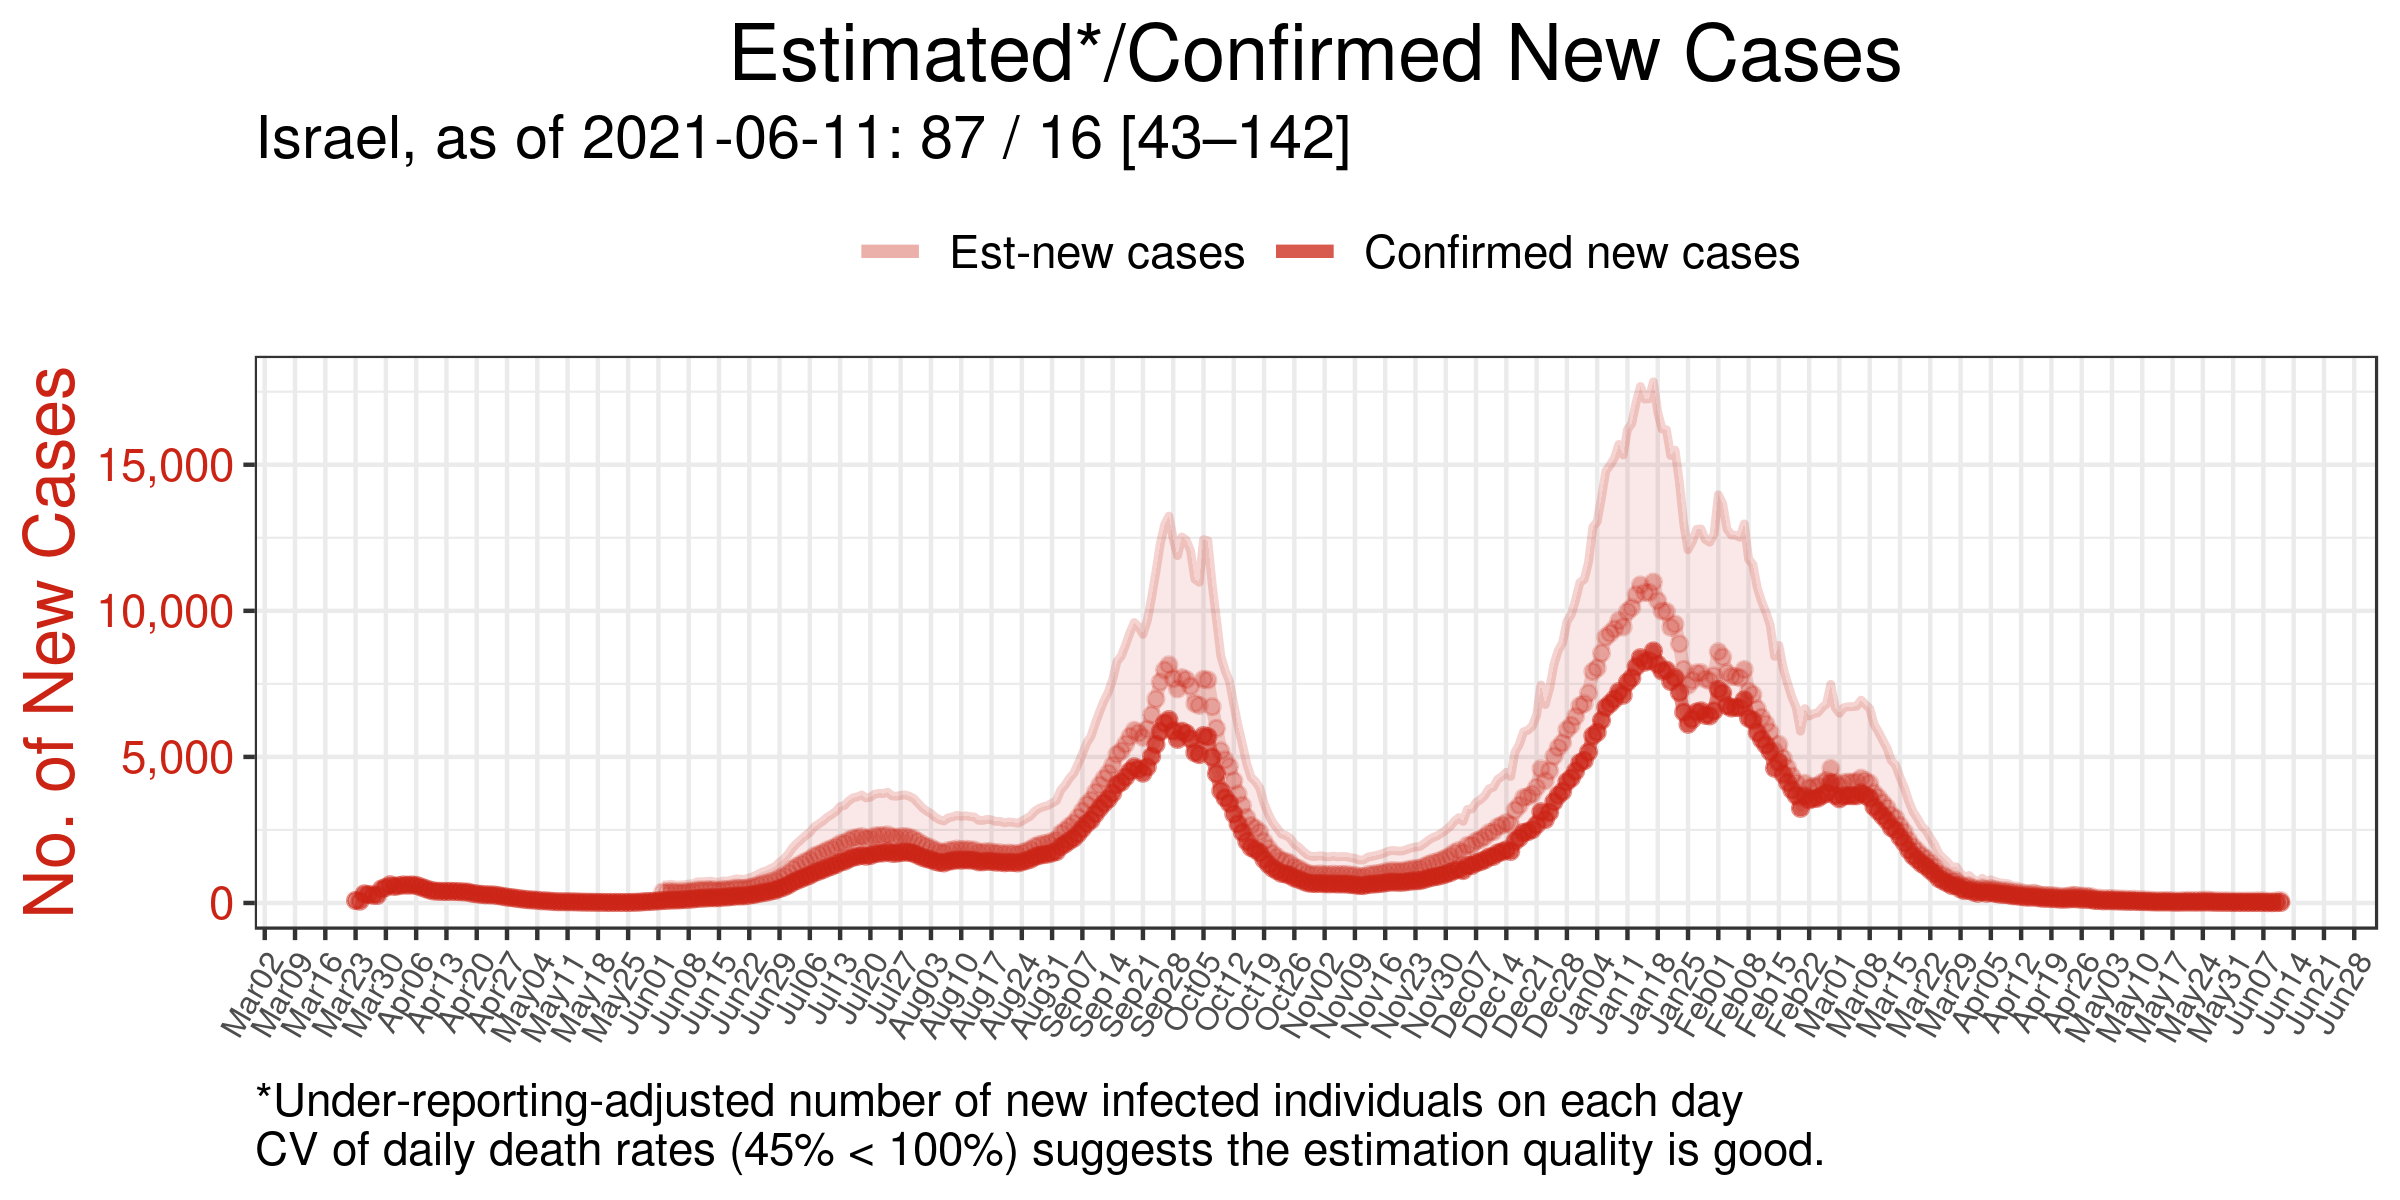 Estimated*/Confirmed New Cases
Israel, as of 2021-06-11: 87 / 16 [43–142]
Est-new cases Confirmed new cases
No. of New Cases
15,000
10,000
5,000
0
Mar02 Mar09 Mar16 Mar23 Mar30 Apr06 Apr13 Apr20 Apr27 May04 May11 May18 May25 Jun01 Jun08 Jun15 Jun22 Jun29 Jul06 Jul13 Jul20 Jul27 Aug03 Aug10 Aug17 Aug24 Aug31 Sep07 Sep14 Sep21 Sep28 Oct05 Oct12 Oct19 Oct26 Nov02 Nov09 Nov16 Nov23 Nov30 Dec07 Dec14 Dec21 Dec28 Jan04 Jan11 Jan18 Jan25 Feb01 Feb08 Feb15 Feb22 Mar01 Mar08 Mar15 Mar22 Mar29 Apr05 Apr12 Apr19 Apr26 May03 May10 May17 May24 May31 Jun07 Jun14 Jun21 Jun28
*Under-reporting-adjusted number of new infected individuals on each day
CV of daily death rates (45% < 100%) suggests the estimation quality is good.